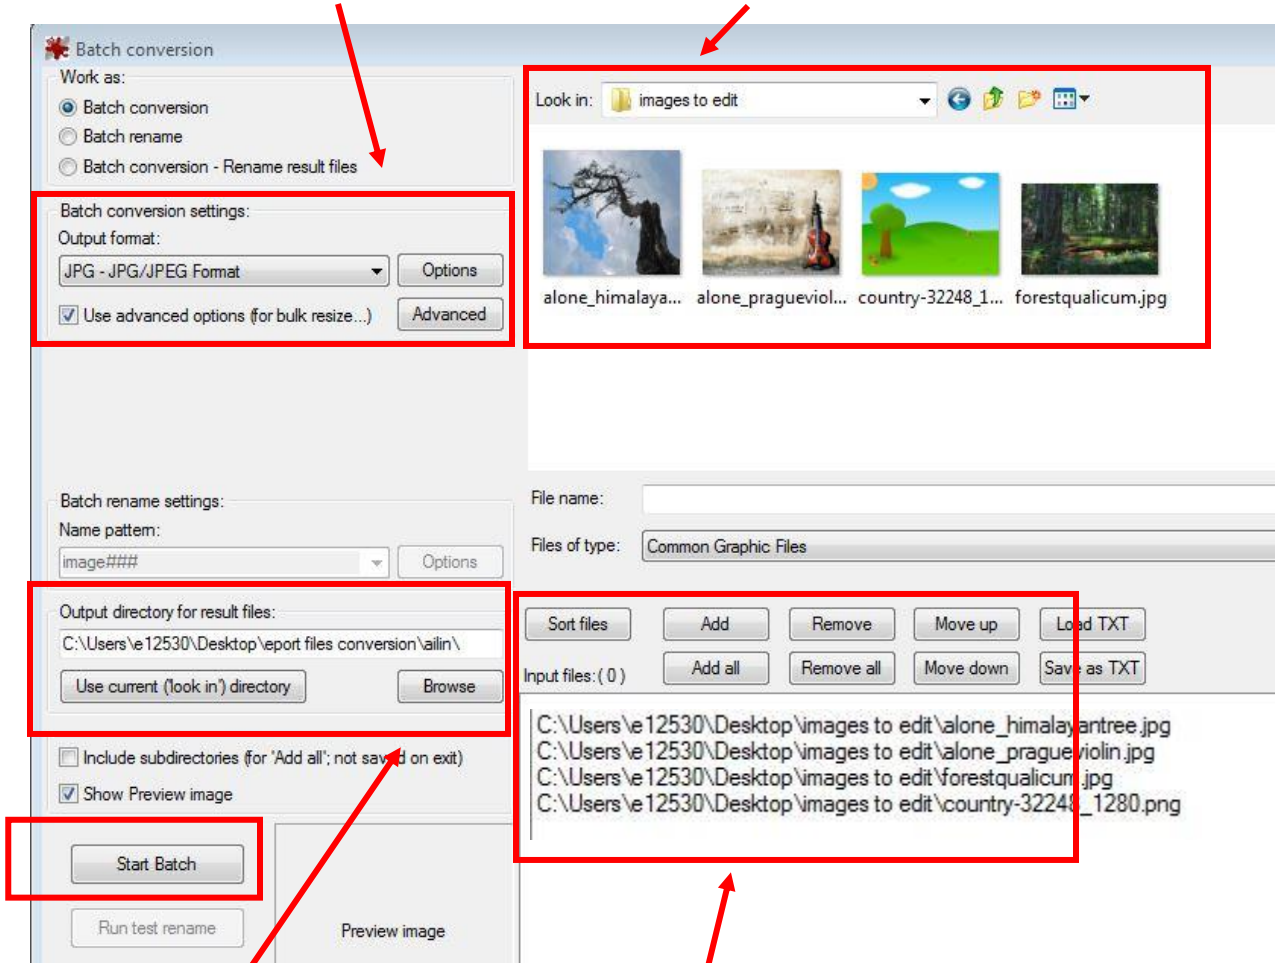 Batch conversion
Work as:
Batch conversion
Batch rename
Batch conversion - Rename result files
Batch conversion settings:
Output format:
JPG - JPG/JPEG Format
Options
Use advanced options (for bulk resize...)
Advanced
Look in:
images to edit
alone_himalaya...
alone_pragueviol...
country-32248_1...
forestqualicum.jpg
Batch rename settings:
Name pattern:
image###
Options
File name:
Files of type:
Common Graphic Files
Output directory for result files:
C:\Users\e12530\Desktop\eport files conversion\ailin\
Use current ('look in') directory
Browse
Sort files
Add
Remove
Move up
Load TXT
Input files: ( 0 )
Add all
Remove all
Move down
Save as TXT
C:\Users\e12530\Desktop\images to edit\alone_himalayantree.jpg
C:\Users\e12530\Desktop\images to edit\alone_pragueviolin.jpg
C:\Users\e12530\Desktop\images to edit\forestqualicum.jpg
C:\Users\e12530\Desktop\images to edit\country-32248_1280.png
Include subdirectories (for 'Add all'; not saved on exit)
Show Preview image
Start Batch
Run test rename
Preview image